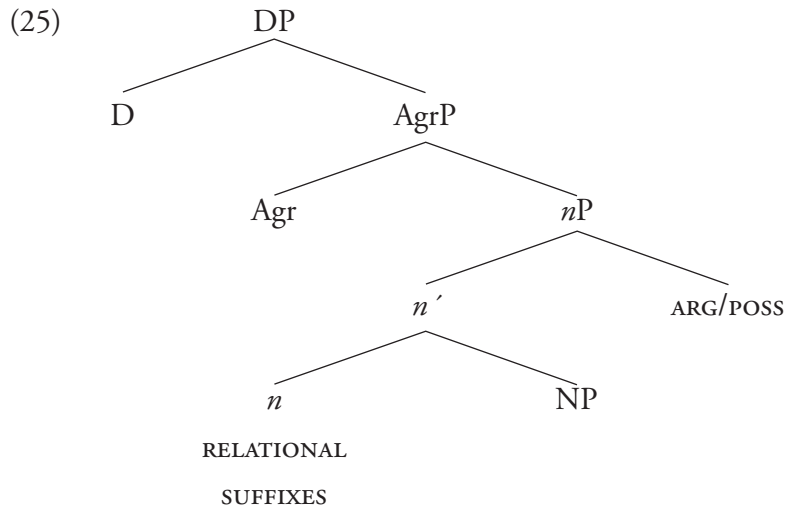 (25) DP
D AgrP
Agr nP
n´ ARG/POSS
n NP
RELATIONAL
SUFFIXES